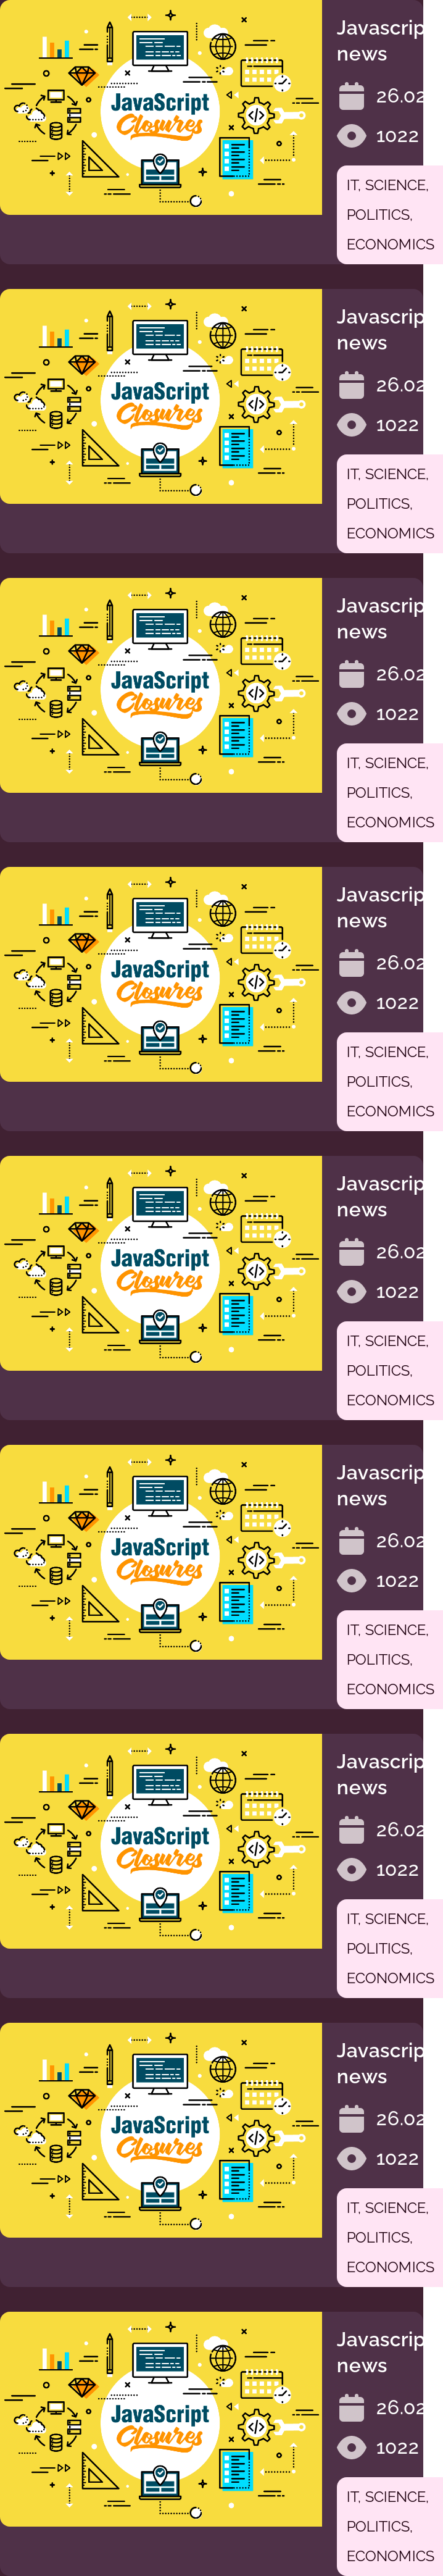 JavaScript
Closures
Javascrip
news
26.02
1022
IT, SCIENCE,
POLITICS,
ECONOMICS
JavaScript
Closures
Javascrip
news
26.02
1022
IT, SCIENCE,
POLITICS,
ECONOMICS
JavaScript
Closures
Javascrip
news
26.02
1022
IT, SCIENCE,
POLITICS,
ECONOMICS
JavaScript
Closures
Javascrip
news
26.02
1022
IT, SCIENCE,
POLITICS,
ECONOMICS
JavaScript
Closures
Javascrip
news
26.02
1022
IT, SCIENCE,
POLITICS,
ECONOMICS
JavaScript
Closures
Javascrip
news
26.02
1022
IT, SCIENCE,
POLITICS,
ECONOMICS
JavaScript
Closures
Javascrip
news
26.02
1022
IT, SCIENCE,
POLITICS,
ECONOMICS
JavaScript
Closures
Javascrip
news
26.02
1022
IT, SCIENCE,
POLITICS,
ECONOMICS
JavaScript
Closures
Javascrip
news
26.02
1022
IT, SCIENCE,
POLITICS,
ECONOMICS